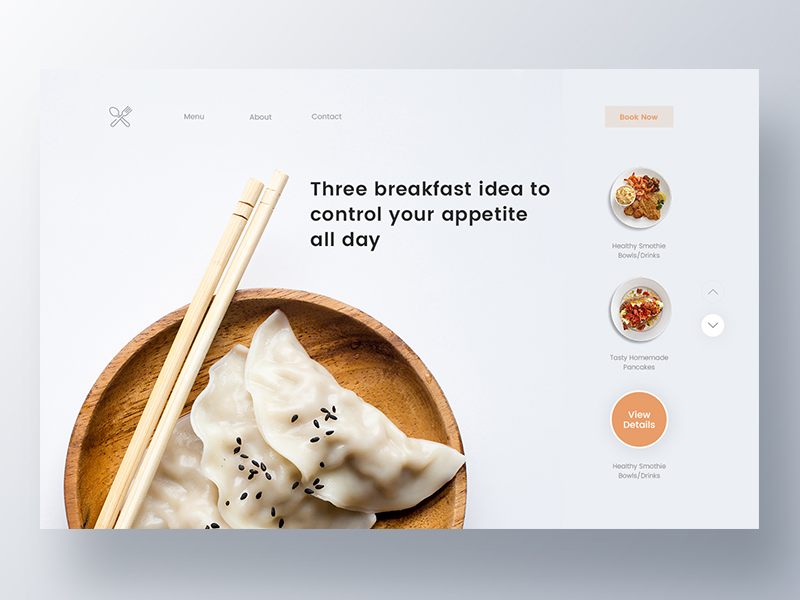 Menu
About
Contact
Book Now
Three breakfast idea to
control your appetite
all day
Healthy Smothie
Bowls/Drinks
Tasty Homemade
Pancakes
View
Details
Healthy Smothie
Bowls/Drinks